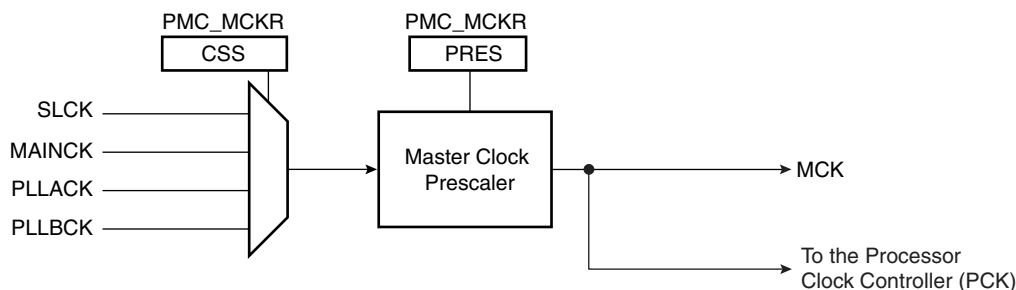 PMC_MCKR
PMC_MCKR
CSS
PRES
SLCK
MAINCK
PLLACK
PLLBCK
Master Clock
Prescaler
MCK
To the Processor
Clock Controller (PCK)